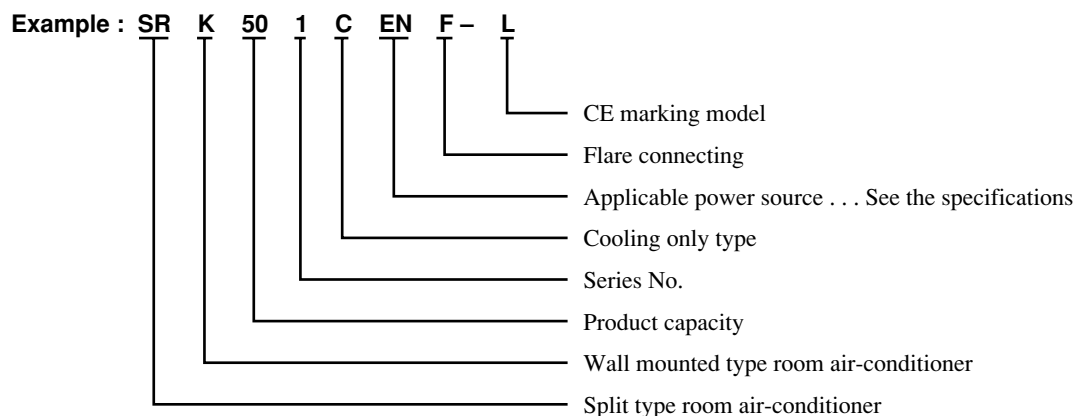 Example : SR K 50 1 C EN F – L
CE marking model
Flare connecting
Applicable power source . . . See the specifications
Cooling only type
Series No.
Product capacity
Wall mounted type room air-conditioner
Split type room air-conditioner